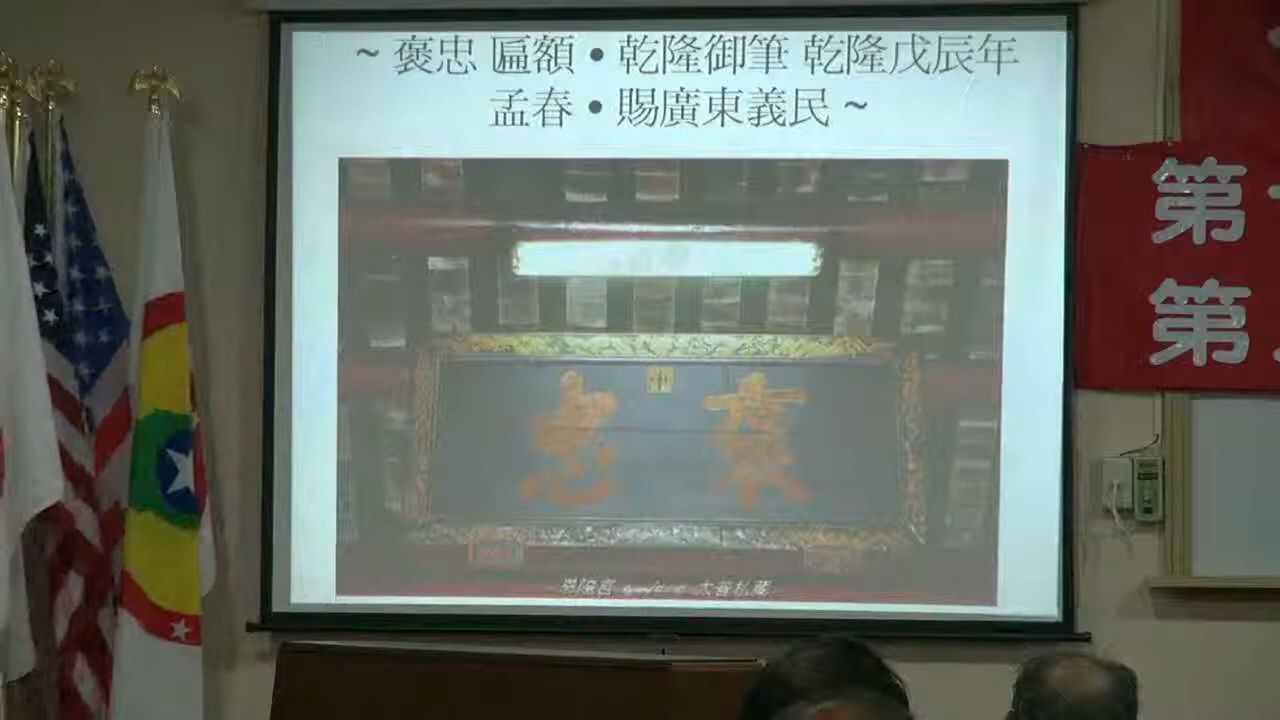 ~ 褒忠 匾額 • 乾隆御筆 乾隆戊辰年
孟春 • 賜廣東義民 ~
第
第
中
褒忠